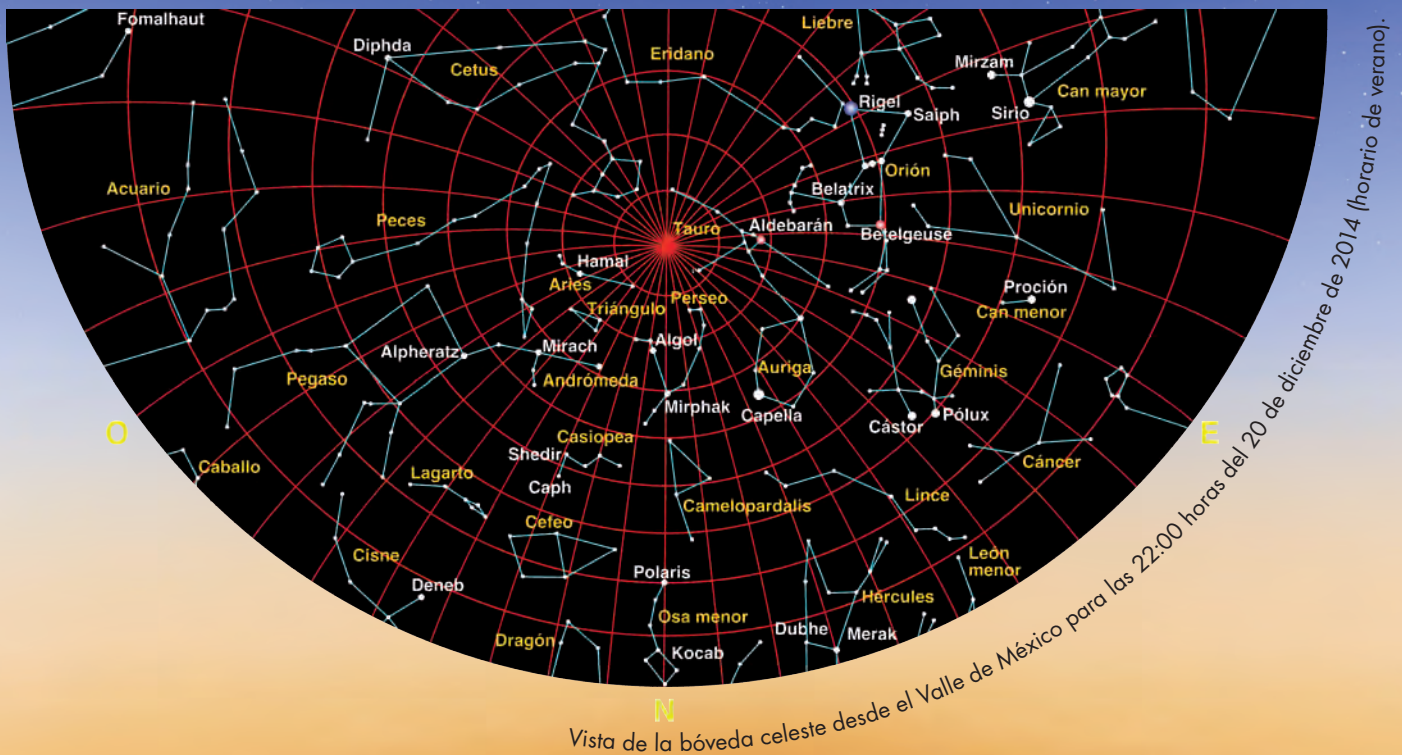 Fomalhaut
Diphda
Cetus
Eridano
Liebre
Mirzam
Can mayor
Sirio
Rigel
Saiph
Orión
Acuario
Peces
Belatrix
Unicornio
Tauro
Aldebarán
Betelgeuse
Hamal
Aries
Triángulo
Perseo
Proción
Can menor
Alpheratz
Mirach
Algol
Pegaso
Andrómeda
Auriga
Géminis
Mirphak
Capella
Cástor
Pólux
O
E
Casiopea
Shedir
Caph
Caballo
Lagarto
Cáncer
Camelopardalis
Lince
Cefeo
Cisne
Deneb
Polaris
León
menor
Hércules
Osa menor
Dragón
Dubhe
Merak
Kocab
N
Vista de la bóveda celeste desde el Valle de México para las 22:00 horas del 20 de diciembre de 2014 (horario de verano).